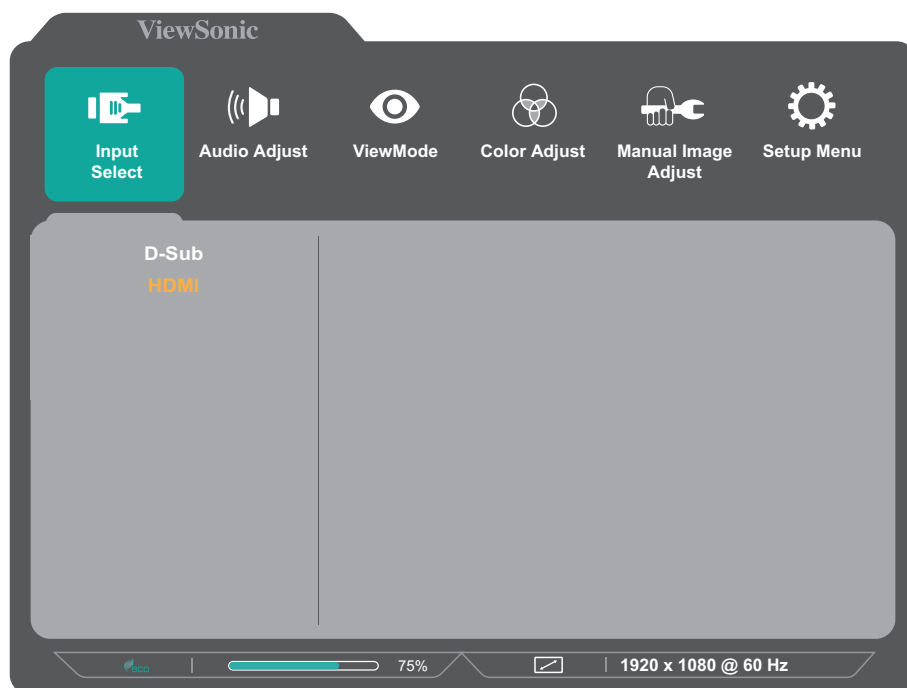 ViewSonic
Input Select
Audio Adjust
ViewMode
Color Adjust
Manual Image Adjust
Setup Menu
D-Sub
HDMI
ECO
75%
1920 x 1080 @ 60 Hz